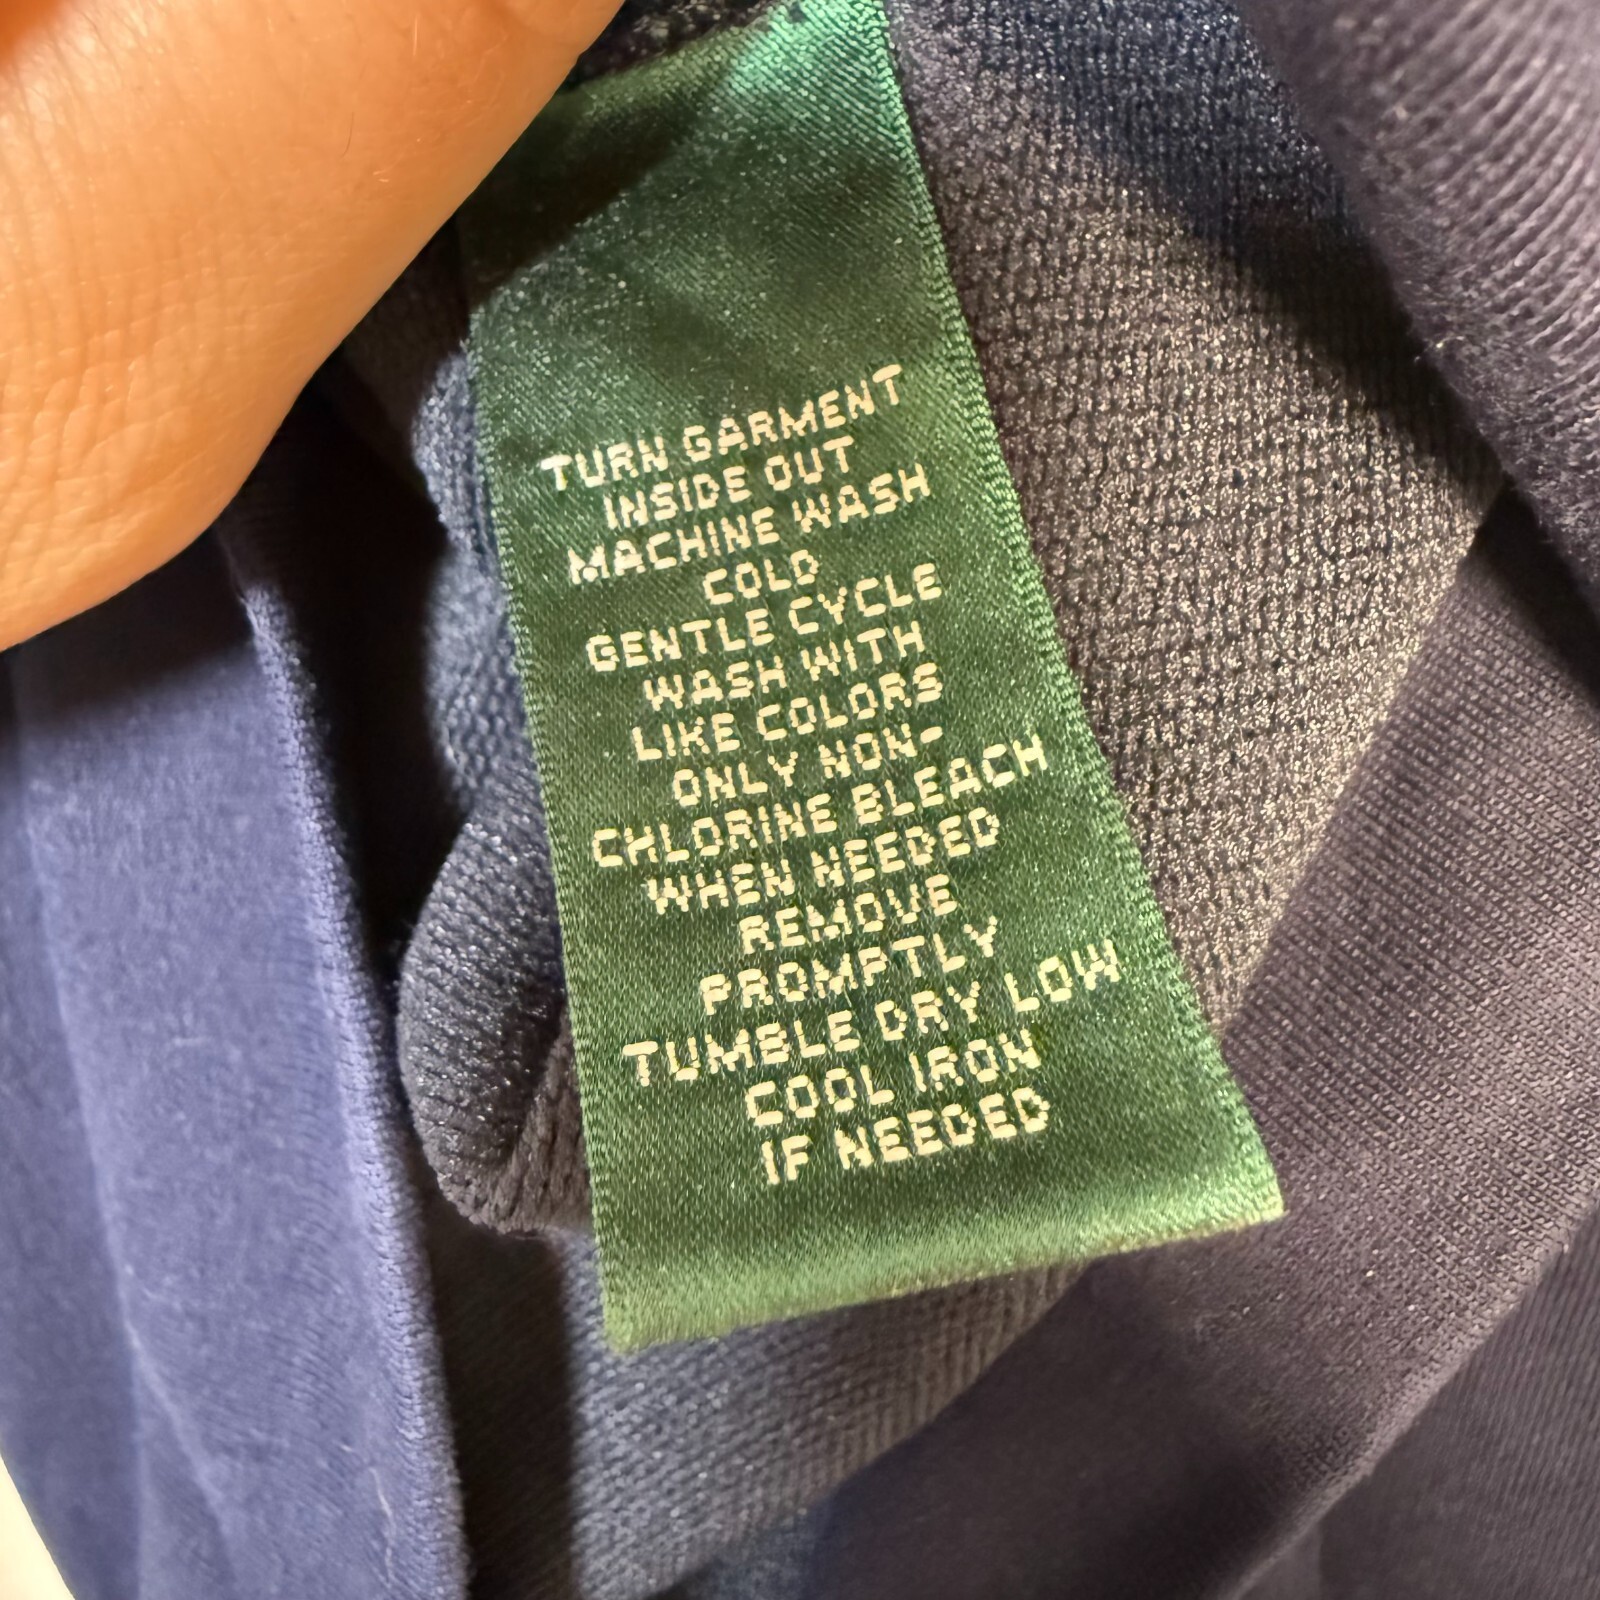 TURN GARMENT
INSIDE OUT
MACHINE WASH
COLD
GENTLE CYCLE
WASH WITH
LIKE COLORS
ONLY NON-
CHLORINE BLEACH
WHEN NEEDED
REMOVE
PROMPTLY
TUMBLE DRY LOW
COOL IRON
IF NEEDED